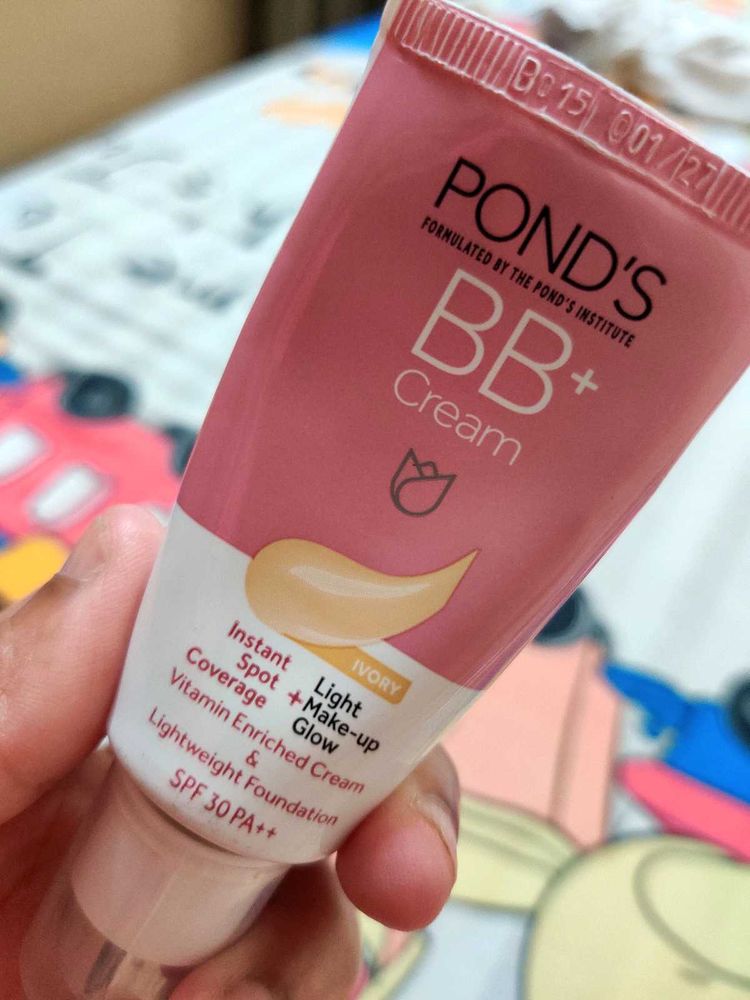 B: 15 001/27
POND'S
FORMULATED BY THE POND'S INSTITUTE
BB+
Cream
IVORY
Instant
Spot
Coverage
+
Light
Make-up
Glow
Vitamin Enriched Cream
&
Lightweight Foundation
SPF 30 PA++